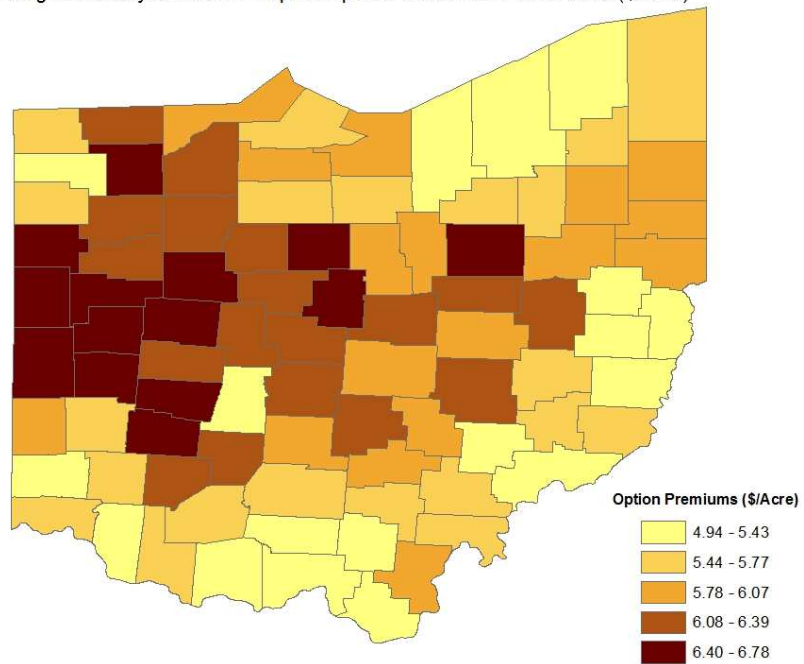 Option Premiums ($/Acre)
4.94 - 5.43
5.44 - 5.77
5.78 - 6.07
6.08 - 6.39
6.40 - 6.78